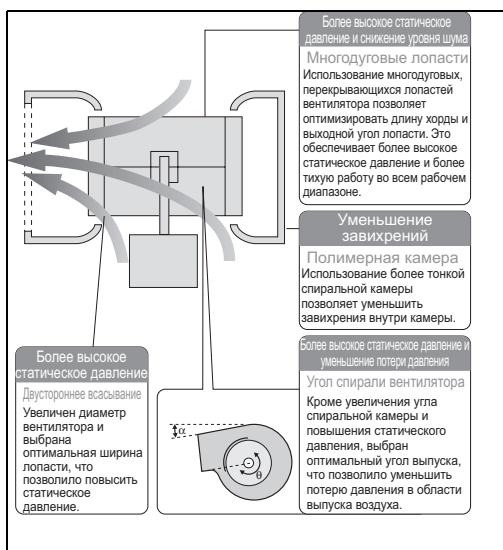 Более высокое статическое
давление и снижение уровня шума
Многодуговые лопасти
Использование многодуговых,
перекрывающихся лопастей
вентилятора позволяет
оптимизировать длину хорды и
выходной угол лопасти. Это
обеспечивает более высокое
статическое давление и более
тихую работу во всем рабочем
диапазоне.
Уменьшение
завихрений
Полимерная камера
Использование более тонкой
спиральной камеры
позволяет уменьшить
завихрения внутри камеры.
Более высокое
статическое давление
Двустороннее всасывание
Увеличен диаметр
вентилятора и
выбрана
оптимальная ширина
лопасти, что
позволило повысить
статическое
давление.
α
θ
Более высокое статическое давление и
уменьшение потери давления
Угол спирали вентилятора
Кроме увеличения угла
спиральной камеры и
повышения статического
давления, выбран
оптимальный угол выпуска,
что позволило уменьшить
потерю давления в области
выпуска воздуха.